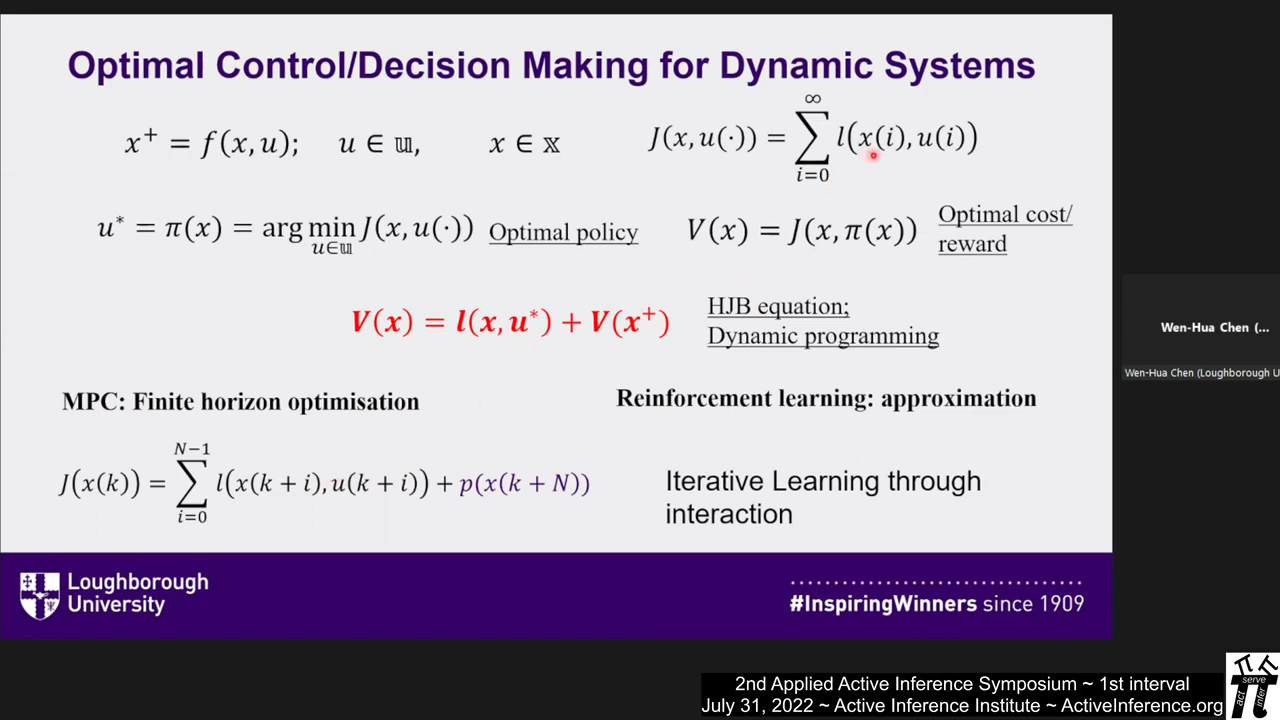 Optimal Control/Decision Making for Dynamic Systems
x⁺ = f(x, u); u ∈ 𝕦, x ∈ 𝕩
J(x, u(·)) = ∑_{i=0}^{∞} l(x(i), u(i))
u* = π(x) = arg min_{u∈𝕦} J(x, u(·)) Optimal policy
V(x) = J(x, π(x)) Optimal cost/
reward
V(x) = l(x, u*) + V(x⁺)
HJB equation;
Dynamic programming
MPC: Finite horizon optimisation
Reinforcement learning: approximation
J(x(k)) = ∑_{i=0}^{N−1} l(x(k + i), u(k + i)) + p(x(k + N))
Iterative Learning through
interaction
Loughborough
University
#InspiringWinners since 1909
Wen-Hua Chen (...
Wen-Hua Chen (Loughborough U
2nd Applied Active Inference Symposium ~ 1st interval
July 31, 2022 ~ Active Inference Institute ~ ActiveInference.org
serve
act
infer